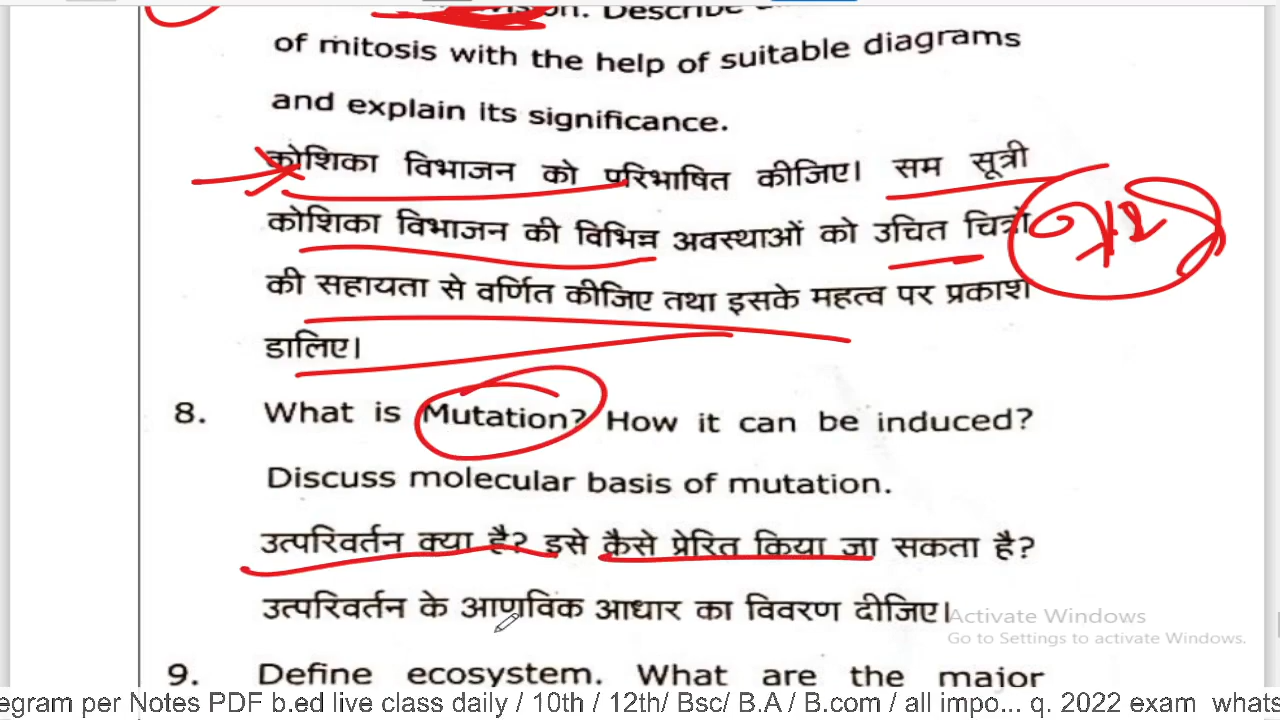 of mitosis with the help of suitable diagrams
and explain its significance.
कोशिका विभाजन को परिभाषित कीजिए। सम सूत्री
कोशिका विभाजन की विभिन्न अवस्थाओं को उचित चित्रों
की सहायता से वर्णित कीजिए तथा इसके महत्व पर प्रकाश
डालिए।
8. What is Mutation? How it can be induced?
Discuss molecular basis of mutation.
उत्परिवर्तन क्या है? इसे कैसे प्रेरित किया जा सकता है?
उत्परिवर्तन के आणविक आधार का विवरण दीजिए।
Activate Windows
Go to Settings to activate Windows.
9. Define ecosystem. What are the major
egram per Notes PDF b.ed live class daily / 10th / 12th/ Bsc/ B.A / B.com / all impo... q. 2022 exam whats